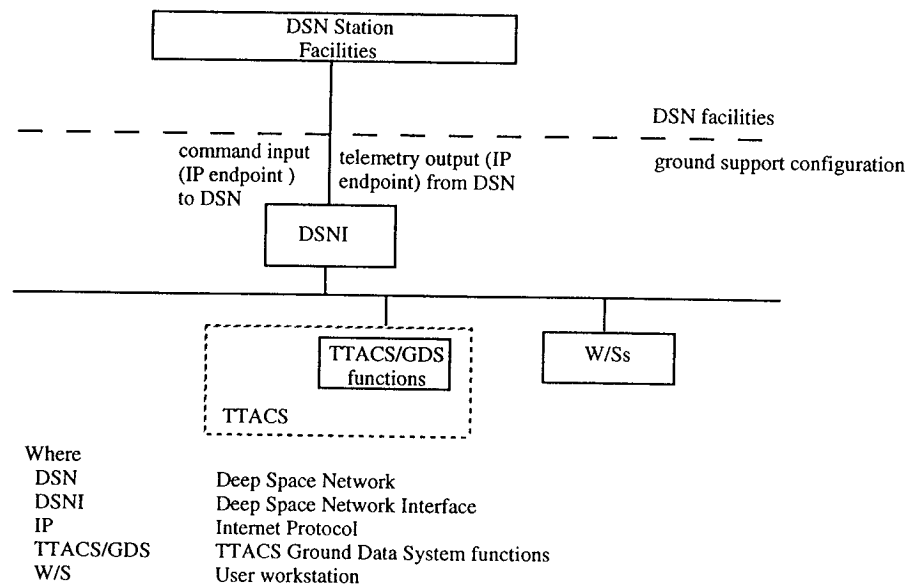 DSN Station
Facilities
DSN facilities
command input
(IP endpoint )
to DSN
telemetry output (IP
endpoint) from DSN
ground support configuration
DSNI
TTACS/GDS
functions
W/Ss
TTACS
Where
DSN Deep Space Network
DSNI Deep Space Network Interface
IP Internet Protocol
TTACS/GDS TTACS Ground Data System functions
W/S User workstation